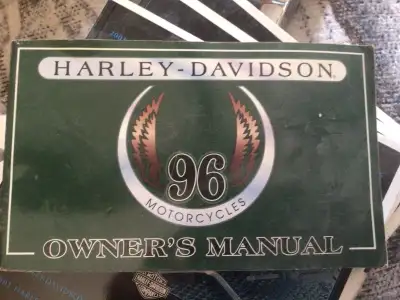 HARLEY-DAVIDSON
96
MOTORCYCLES
OWNER'S MANUAL